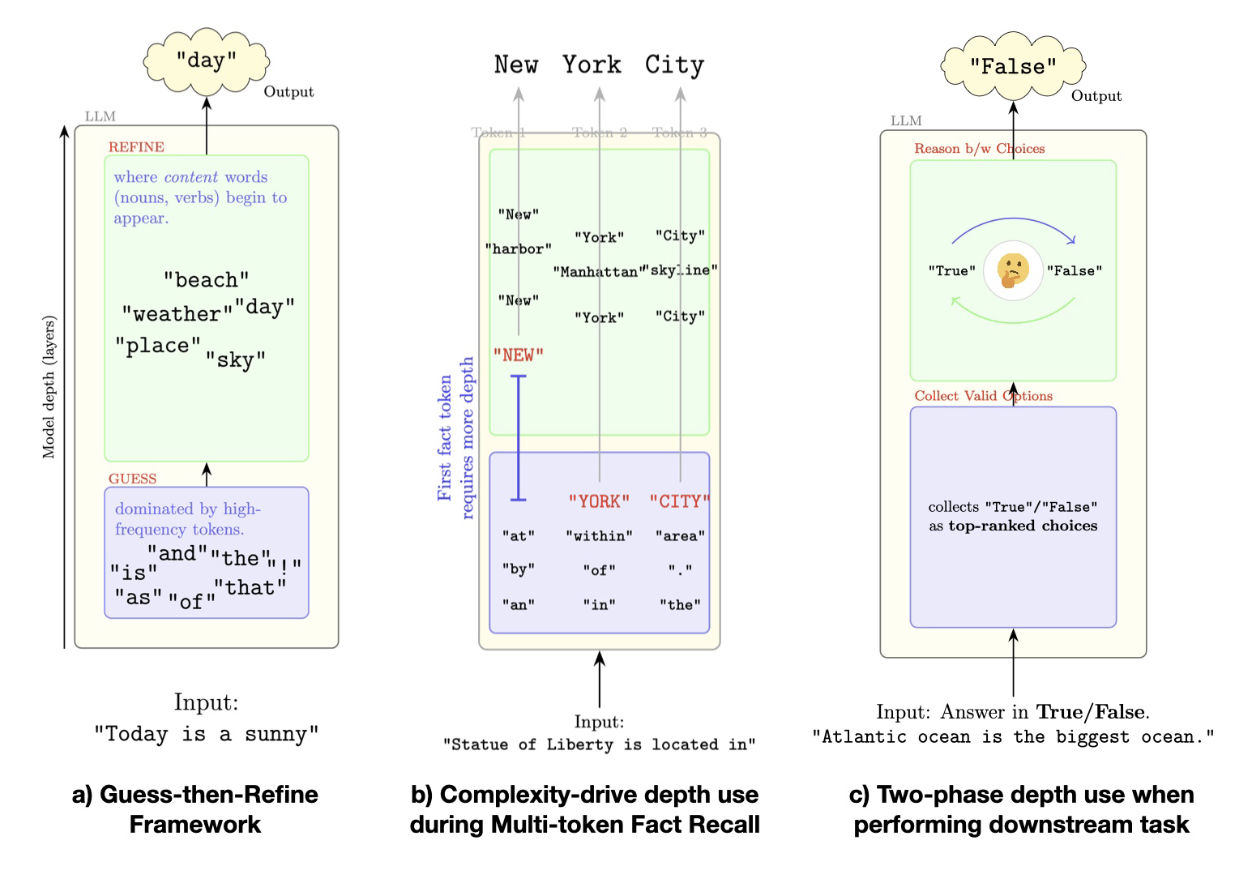 "day"
Output
LLM
REFINE
where content words
(nouns, verbs) begin to
appear.
"beach"
"weather" "day"
"place" "sky"
GUESS
dominated by high-
frequency tokens.
"and" "the" "!"
"is"
"that"
"as" "of"
Model depth (layers)
Input:
"Today is a sunny"
a) Guess-then-Refine
Framework
New York City
Token 1 Token 2 Token 3
"New"
"York" "City"
"harbor"
"Manhattan" "skyline"
"New"
"York" "City"
"NEW"
First fact token
requires more depth
"YORK" "CITY"
"at" "within" "area"
"by" "of" "."
"an" "in" "the"
Input:
"Statue of Liberty is located in"
b) Complexity-drive depth use
during Multi-token Fact Recall
"False"
Output
LLM
Reason b/w Choices
"True" "False"
Collect Valid Options
collects "True"/"False"
as top-ranked choices
Input: Answer in True/False.
"Atlantic ocean is the biggest ocean."
c) Two-phase depth use when
performing downstream task